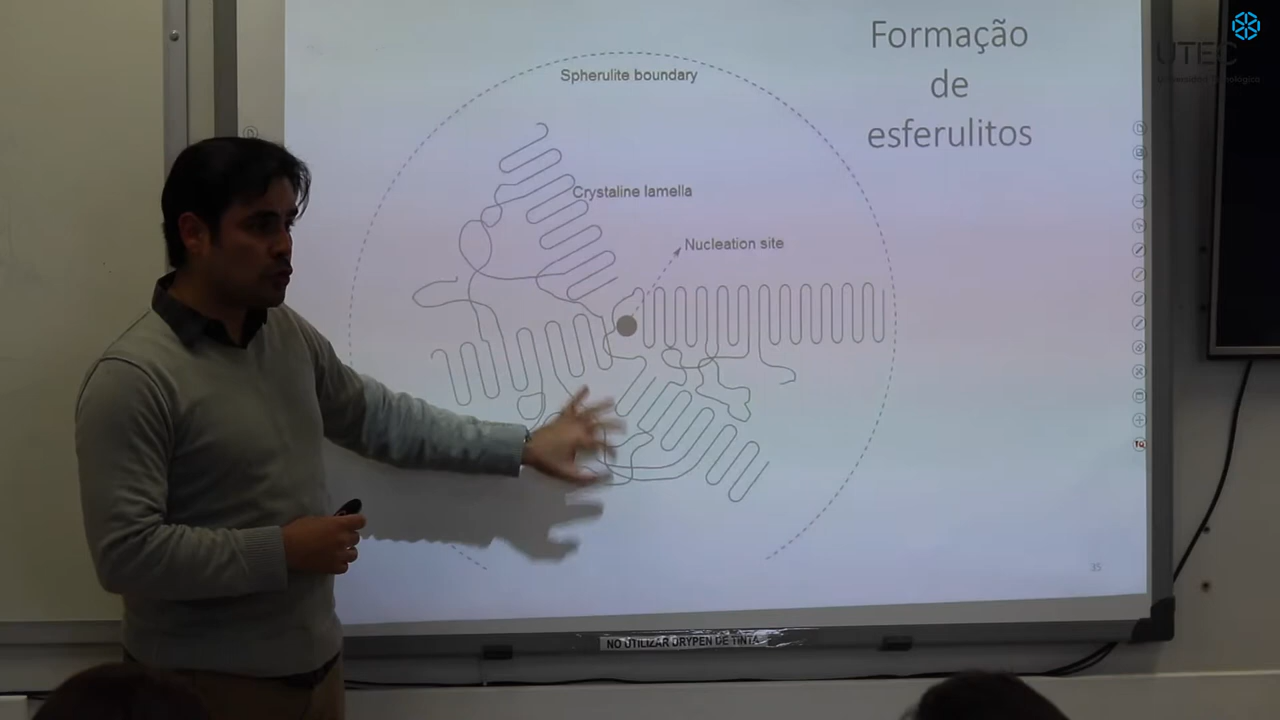 Formação
de
esferulitos
Spherulite boundary
Crystaline lamella
Nucleation site
35
NO UTILIZAR DRYPEN DE TINTA
UTEC